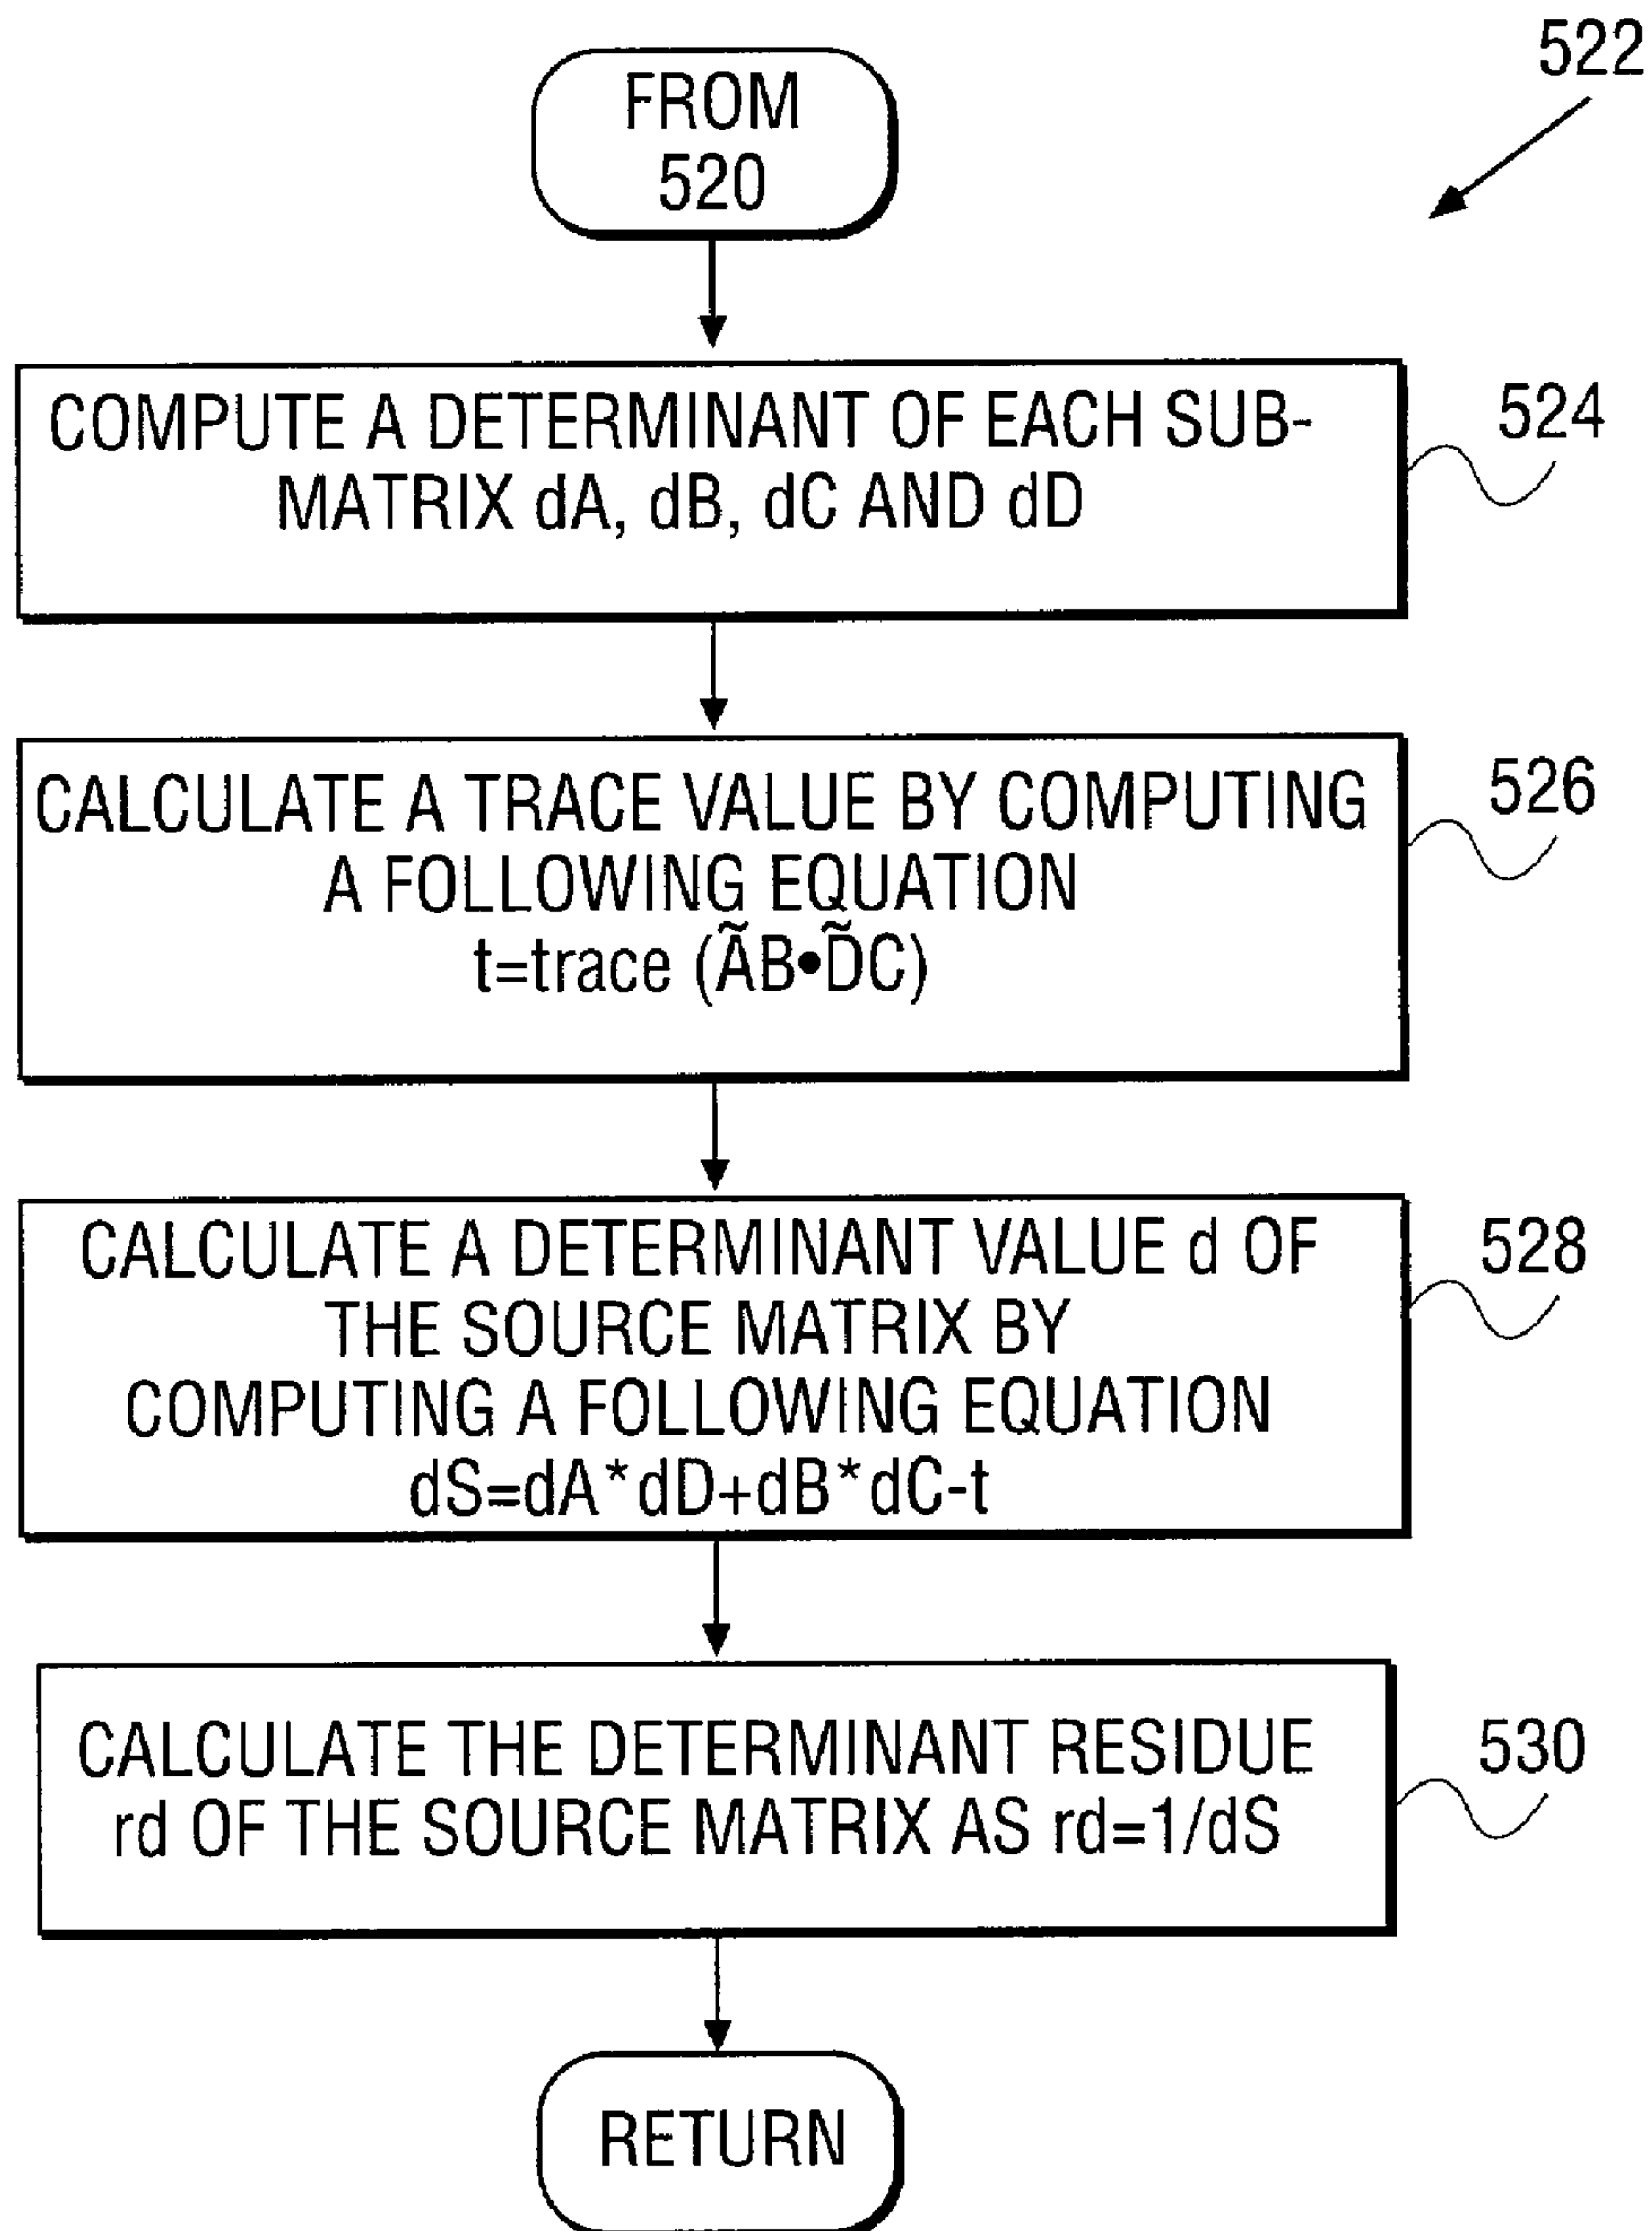 522
FROM
520
COMPUTE A DETERMINANT OF EACH SUB-
MATRIX dA, dB, dC AND dD
524
CALCULATE A TRACE VALUE BY COMPUTING
A FOLLOWING EQUATION
t=trace (ÃB•D̃C)
526
CALCULATE A DETERMINANT VALUE d OF
THE SOURCE MATRIX BY
COMPUTING A FOLLOWING EQUATION
dS=dA*dD+dB*dC-t
528
CALCULATE THE DETERMINANT RESIDUE
rd OF THE SOURCE MATRIX AS rd=1/dS
530
RETURN